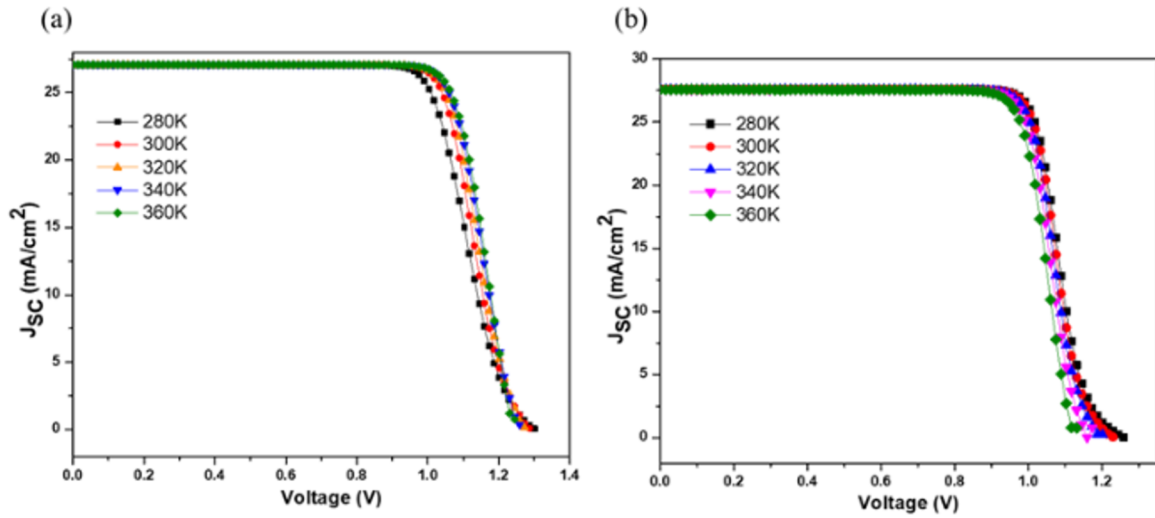 (a)
25
20
15
10
5
0
J_SC (mA/cm²)
280K
300K
320K
340K
360K
0.0 0.2 0.4 0.6 0.8 1.0 1.2 1.4
Voltage (V)
(b)
30
25
20
15
10
5
0
J_SC (mA/cm²)
280K
300K
320K
340K
360K
0.0 0.2 0.4 0.6 0.8 1.0 1.2
Voltage (V)